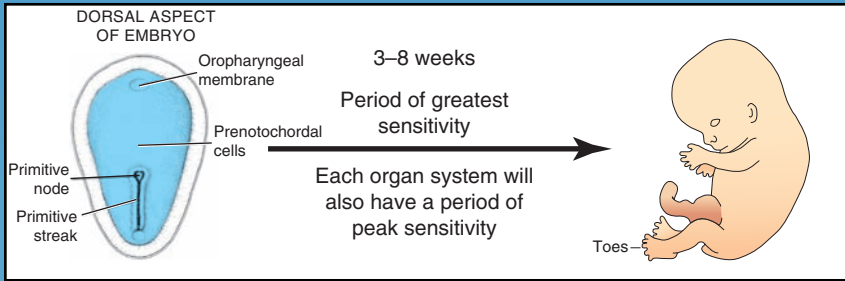 DORSAL ASPECT
OF EMBRYO
Oropharyngeal
membrane
Prenotochordal
cells
Primitive
node
Primitive
streak
3–8 weeks
Period of greatest
sensitivity
Each organ system will
also have a period of
peak sensitivity
Toes